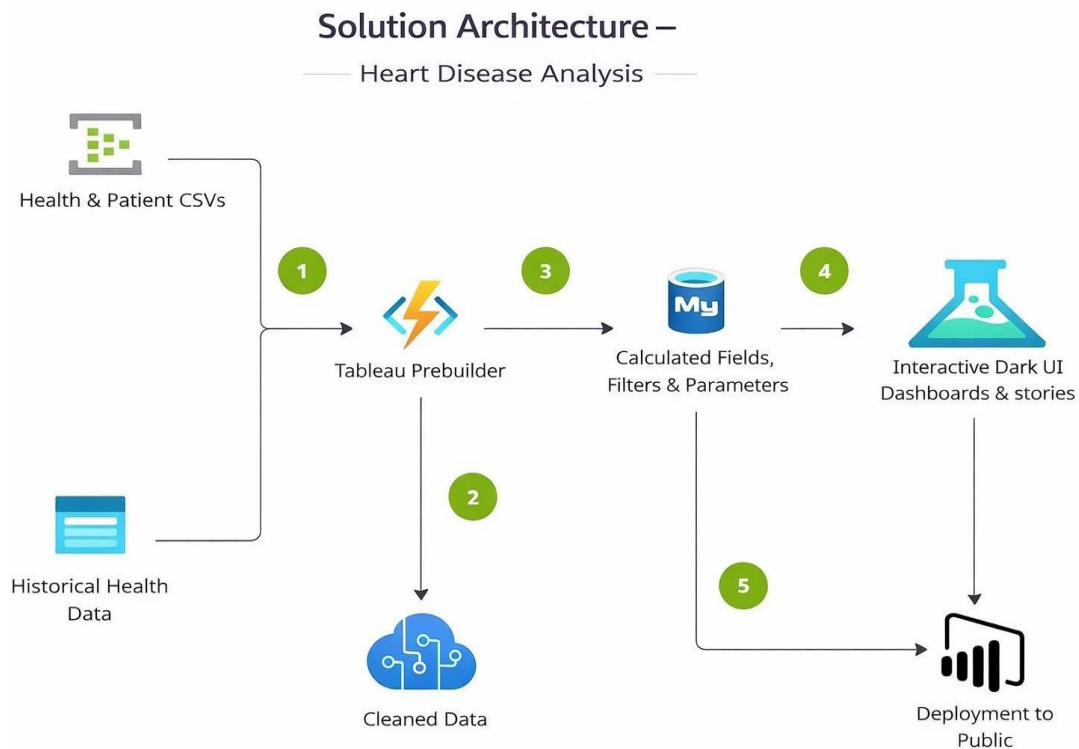 Solution Architecture –
Heart Disease Analysis
Health & Patient CSVs
1
3
4
My
Tableau Prebuilder
Calculated Fields,
Filters & Parameters
Interactive Dark UI
Dashboards & stories
2
Historical Health
Data
5
Cleaned Data
Deployment to
Public